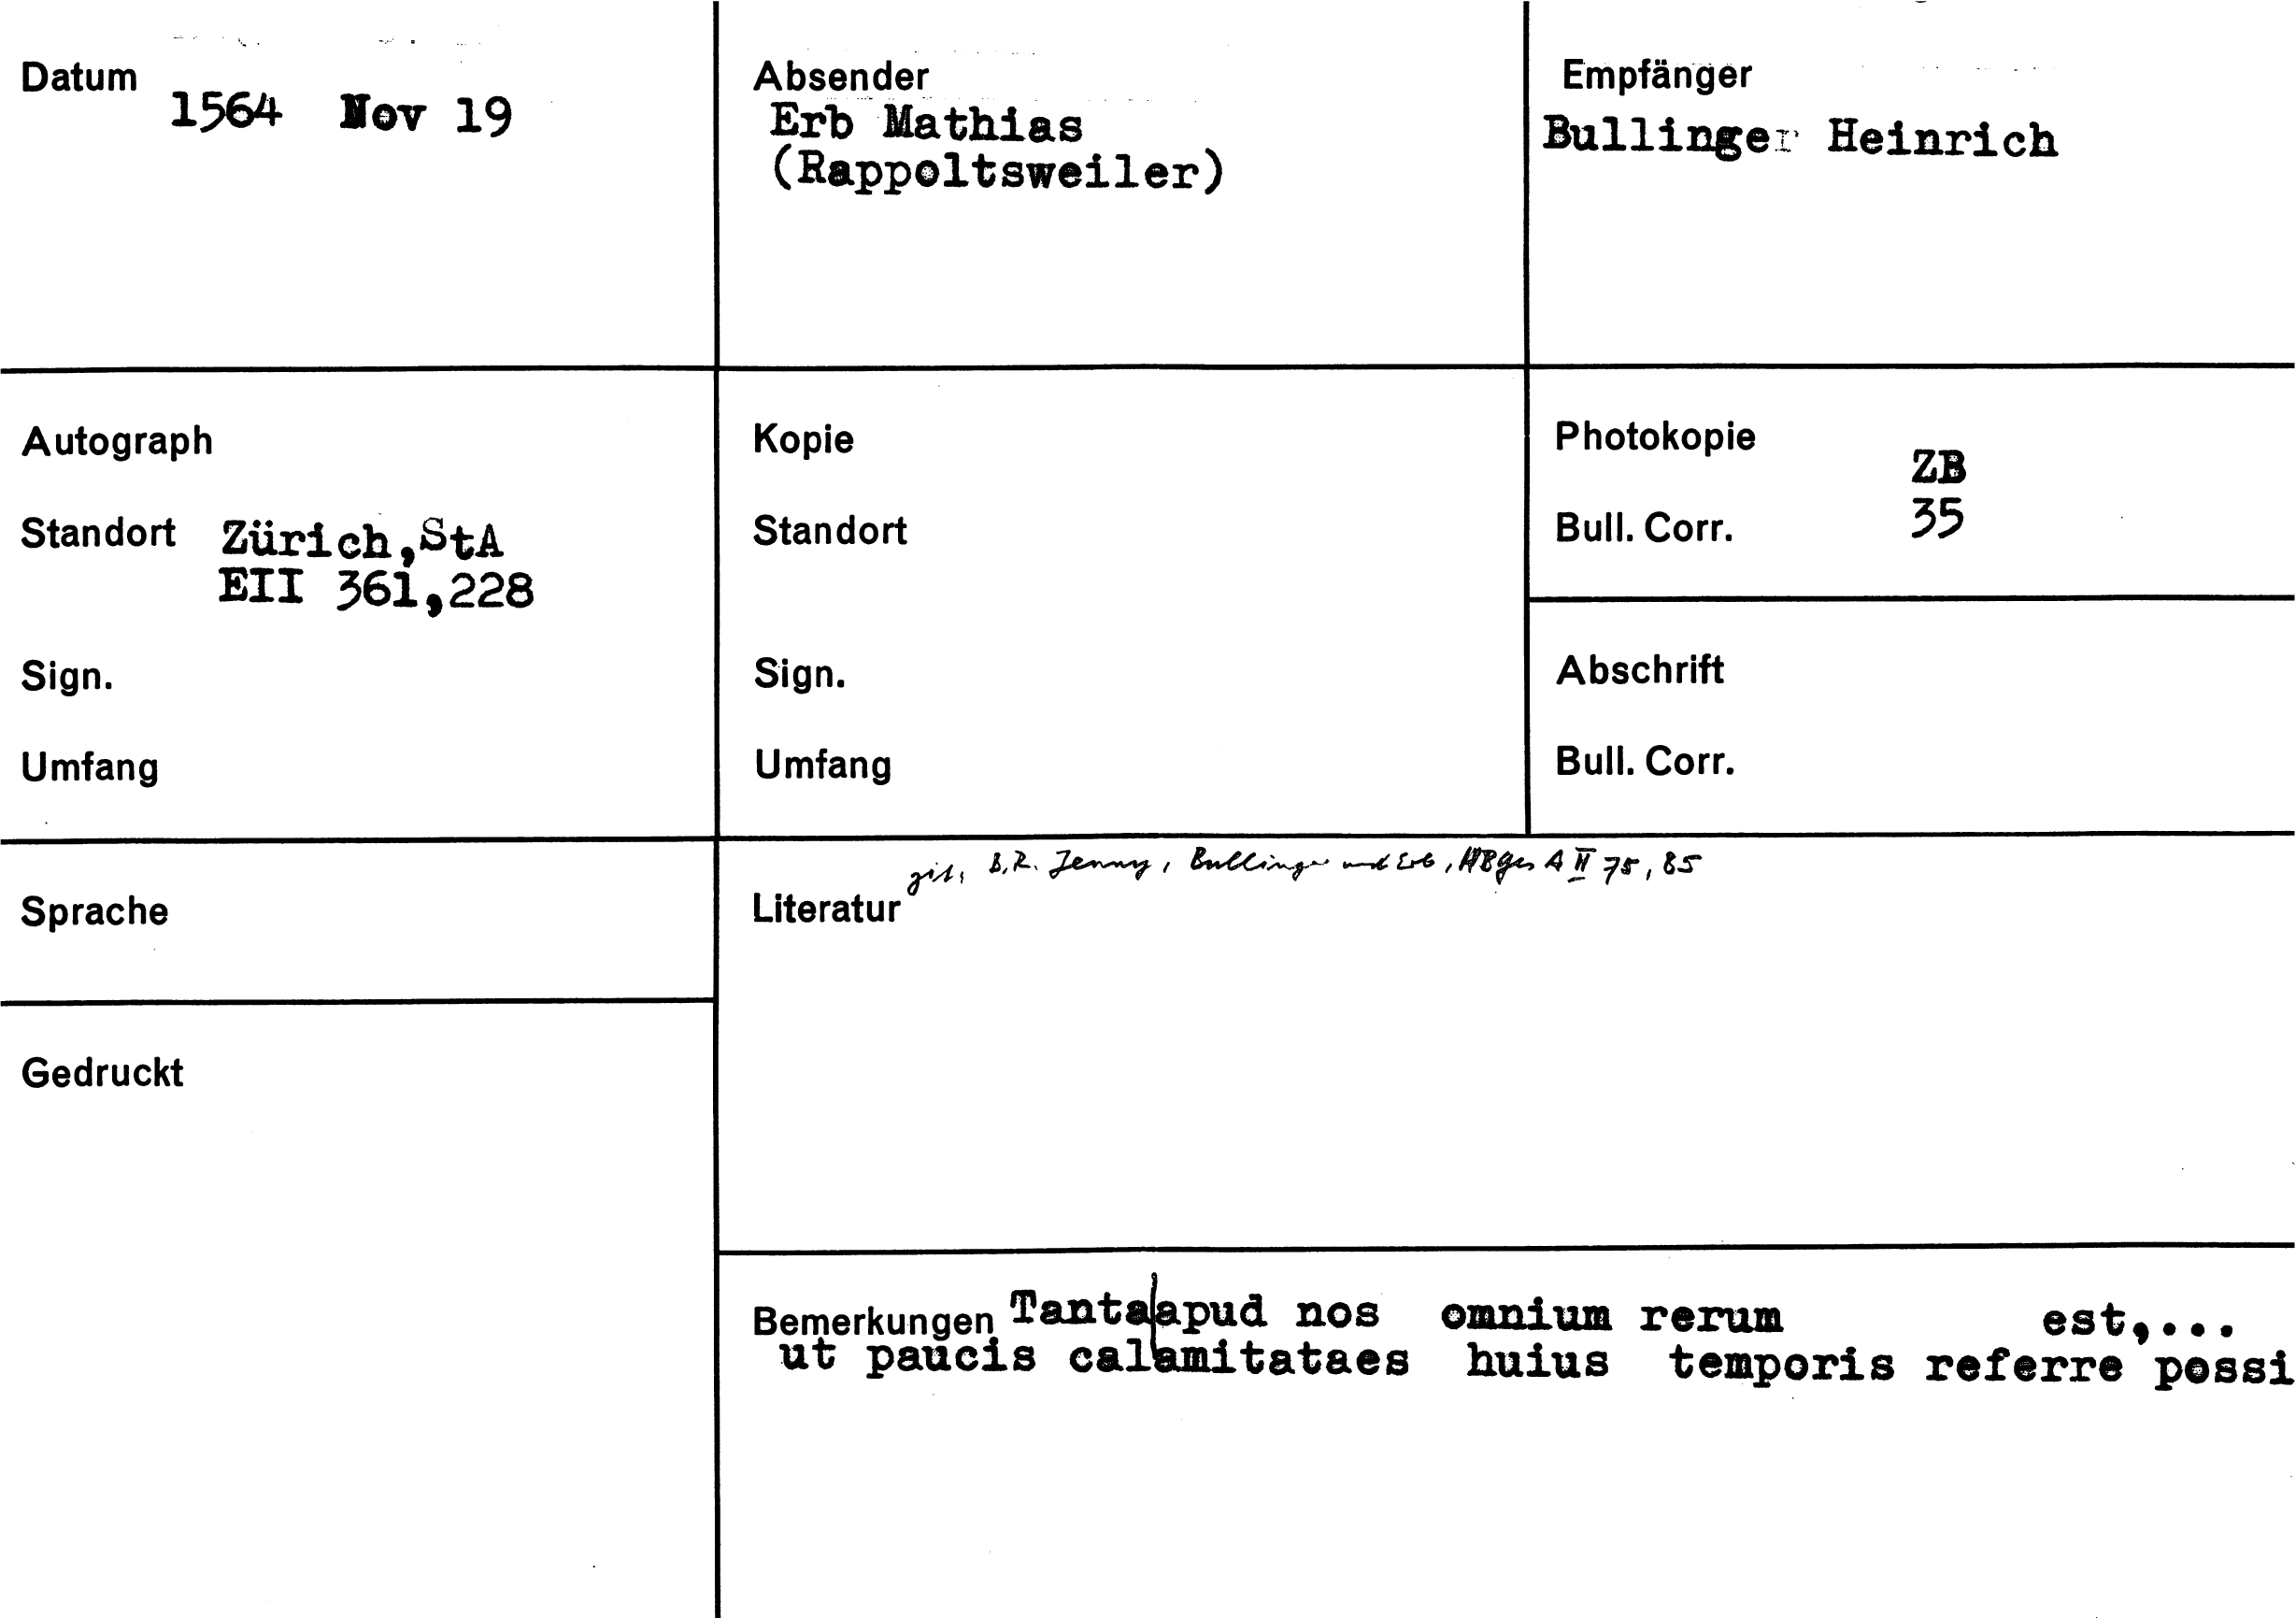 Datum 1564 Nov 19
Absender
Erb Mathias
(Rappoltsweiler)
Empfänger
Bullinger Heinrich
Autograph
Standort Zürich,StA
EII 361,228
Sign.
Umfang
Kopie
Standort
Sign.
Umfang
Photokopie ZB
Bull. Corr. 35
Abschrift
Bull. Corr.
Sprache
Gedruckt
B.R. Jenny, Bullinger und Erb, HBges A II 75, 85
Literatur
Bemerkungen Tanta|apud nos omnium rerum est,...
ut paucis calamitataes huius temporis referre possi